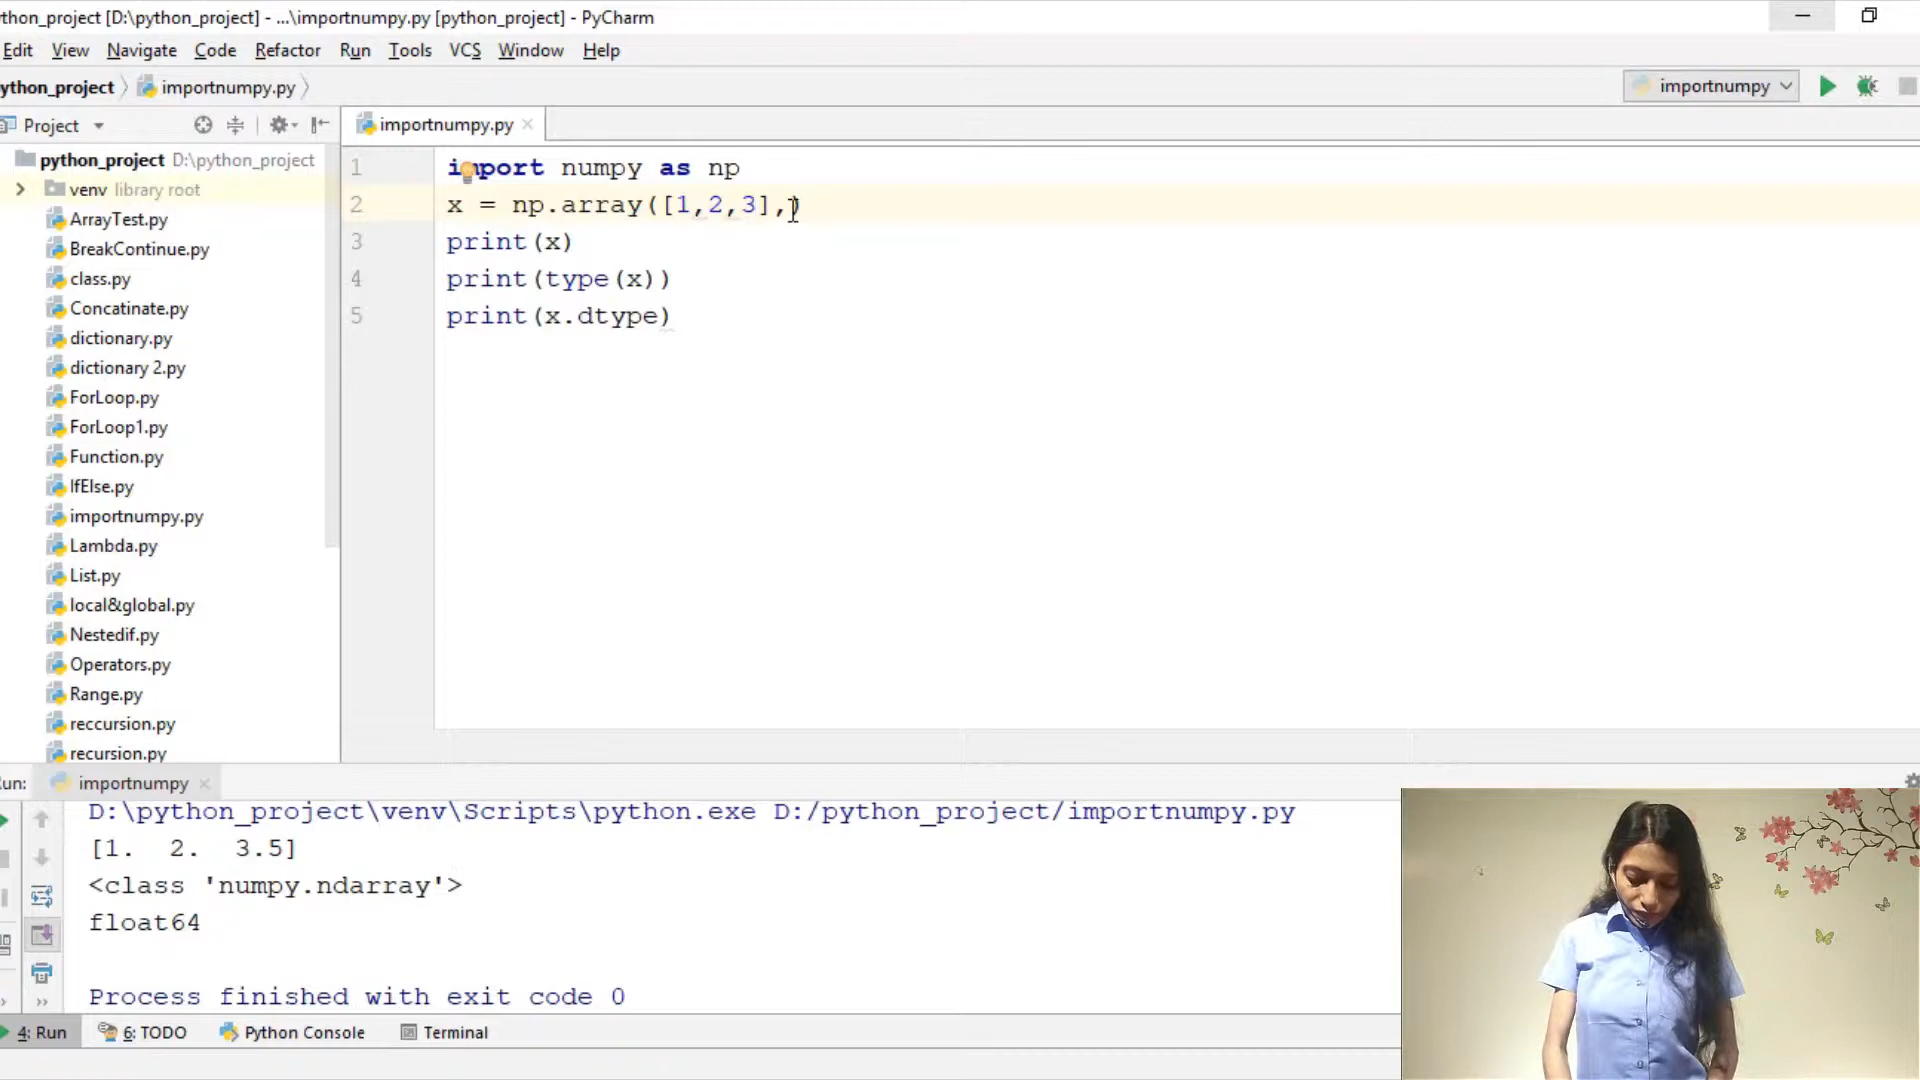 thon_project [D:\python_project] - ...\importnumpy.py [python_project] - PyCharm
Edit View Navigate Code Refactor Run Tools VCS Window Help
ython_project importnumpy.py
importnumpy
Project
importnumpy.py
python_project D:\python_project
venv library root
ArrayTest.py
BreakContinue.py
class.py
Concatinate.py
dictionary.py
dictionary 2.py
ForLoop.py
ForLoop1.py
Function.py
IfElse.py
importnumpy.py
Lambda.py
List.py
local&global.py
Nestedif.py
Operators.py
Range.py
reccursion.py
recursion.py
1 import numpy as np
2 x = np.array([1,2,3],)
3 print(x)
4 print(type(x))
5 print(x.dtype)
un: importnumpy
D:\python_project\venv\Scripts\python.exe D:/python_project/importnumpy.py
[1. 2. 3.5]
<class 'numpy.ndarray'>
float64
Process finished with exit code 0
4: Run 6: TODO Python Console Terminal